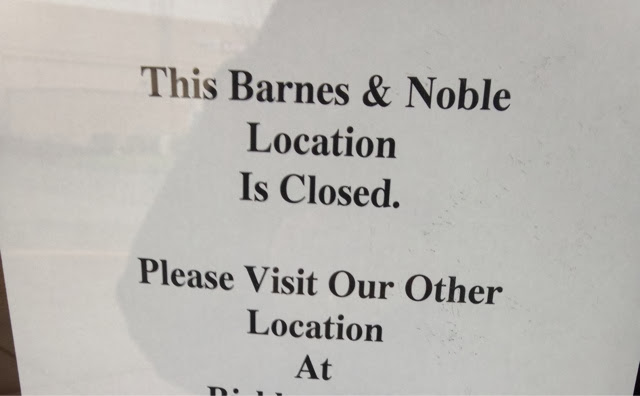 This Barnes & Noble
Location
Is Closed.
Please Visit Our Other
Location
At